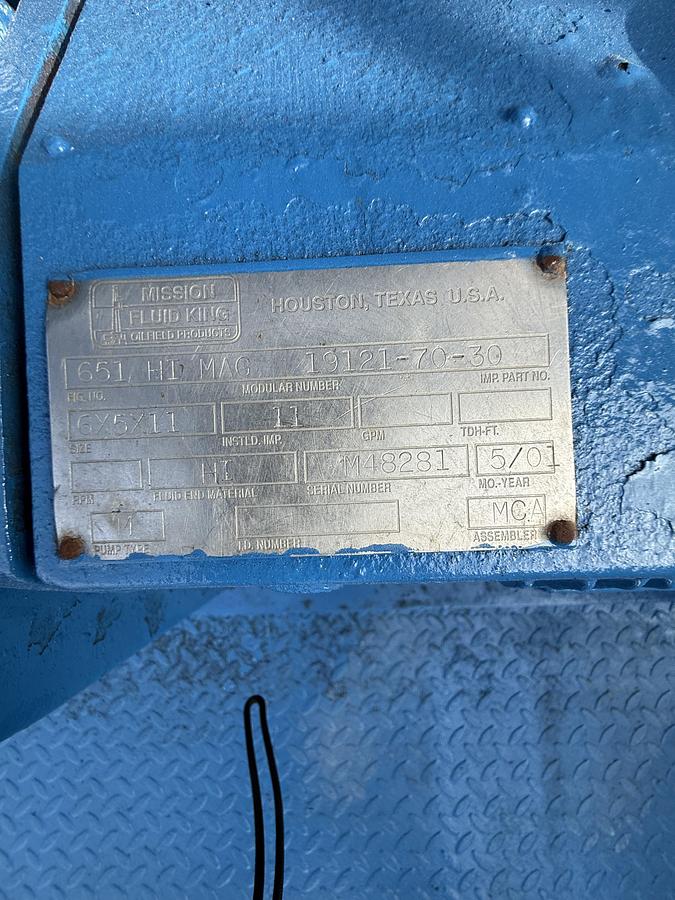 MISSION
FLUID KING
OILFIELD PRODUCTS
HOUSTON, TEXAS U.S.A.
651 HI MAG 19121-70-30
FIG. NO. MODULAR NUMBER IMP. PART NO.
6X5X11 11
SIZE INSTLD. IMP. GPM TDH-FT.
HI M48281 5/01
RPM FLUID END MATERIAL SERIAL NUMBER MO.-YEAR
MCA
PUMP TYPE I.D. NUMBER ASSEMBLER